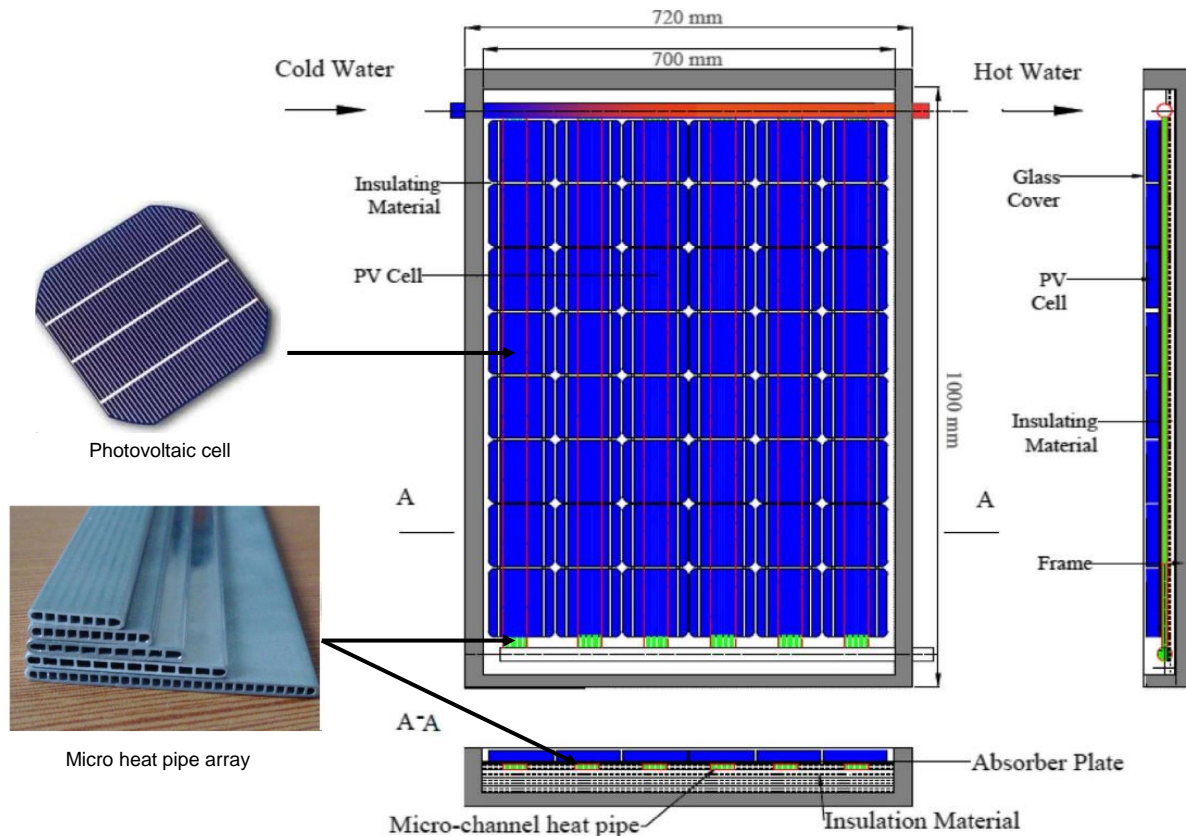 720 mm
700 mm
Cold Water
Hot Water
Insulating
Material
Glass
Cover
PV Cell
PV
Cell
1000 mm
Insulating
Material
Photovoltaic cell
A
A
Frame
A-A
Micro heat pipe array
Absorber Plate
Micro-channel heat pipe
Insulation Material